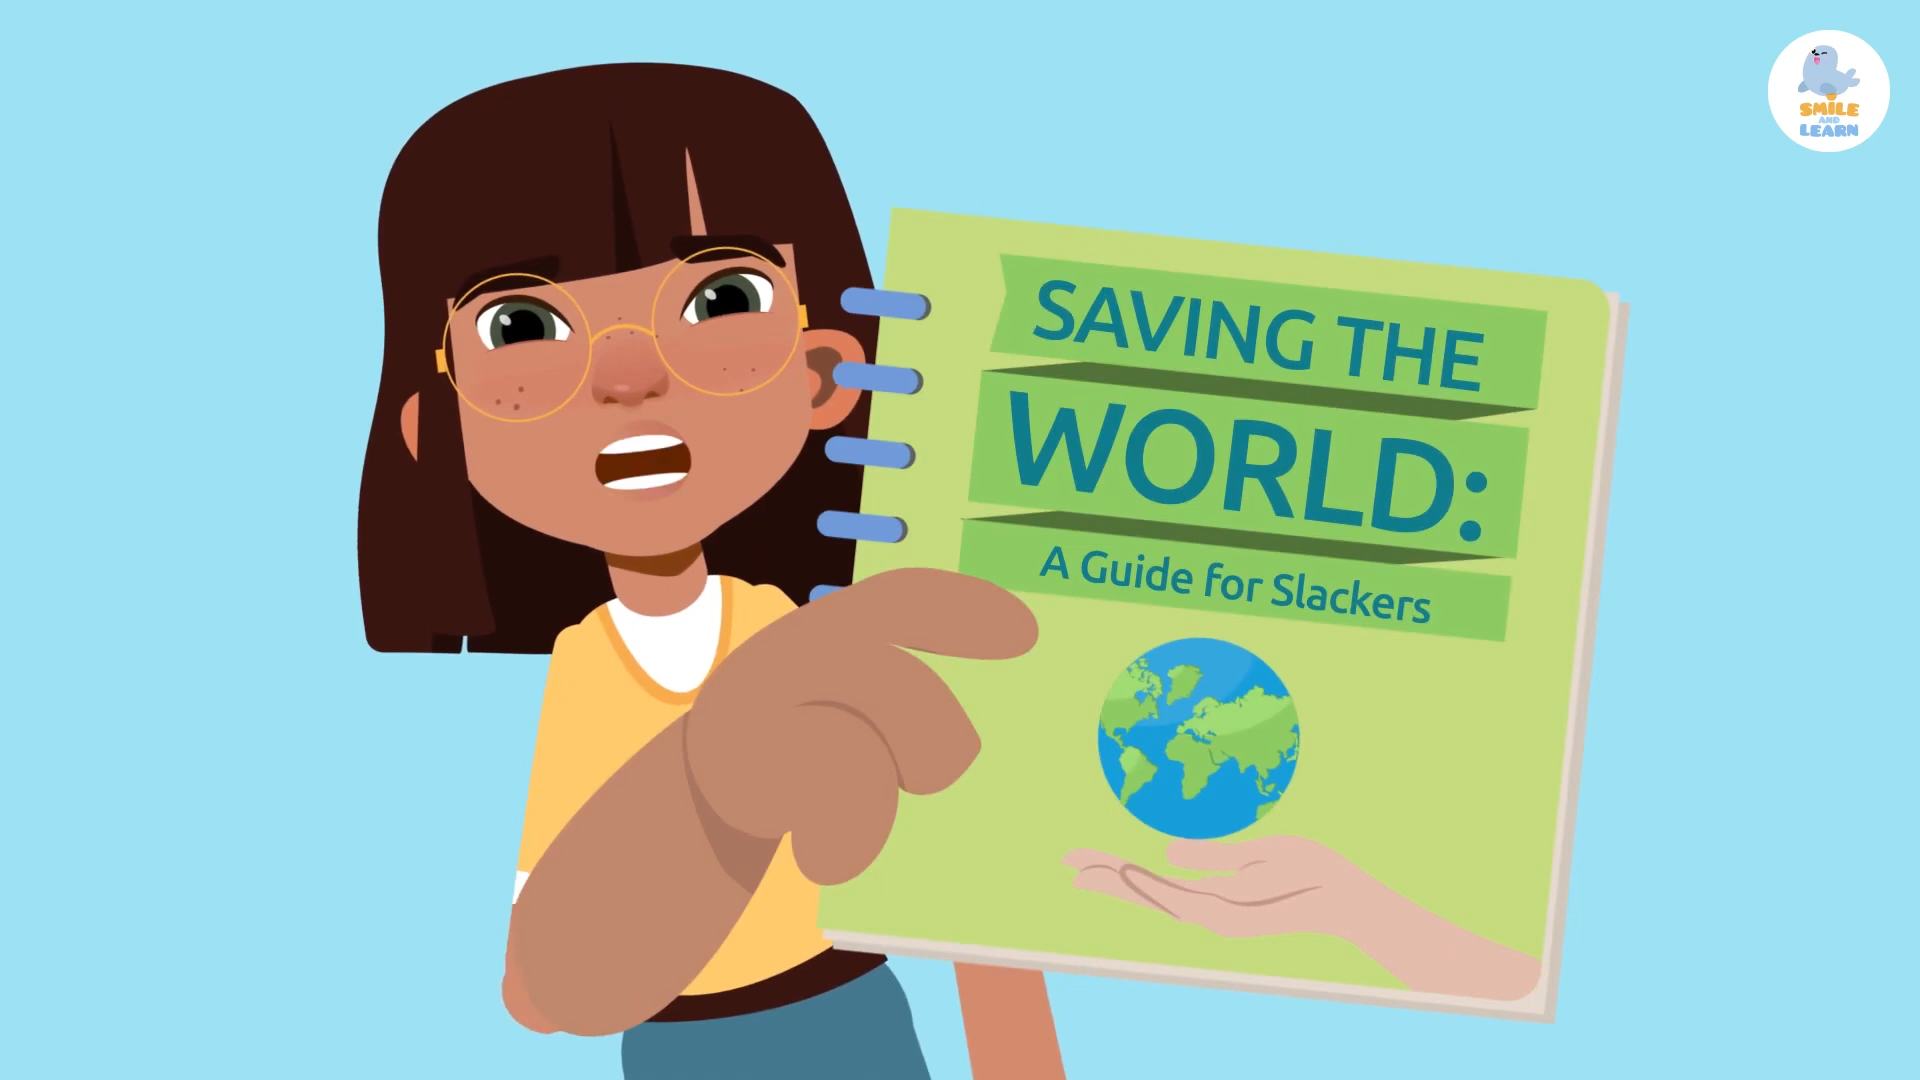 SMILE
AND
LEARN
SAVING THE
WORLD:
A Guide for Slackers